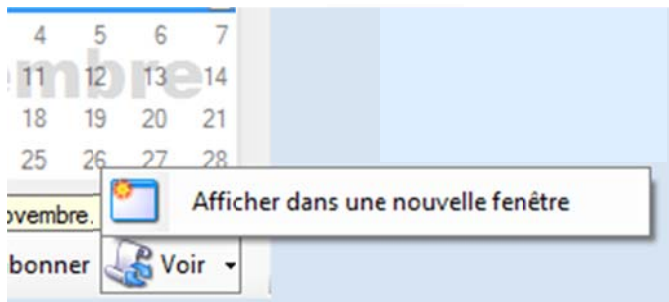 4 5 6 7
embre
11 12 13 14
18 19 20 21
25 26 27 28
ovembre.
Afficher dans une nouvelle fenêtre
bonner Voir